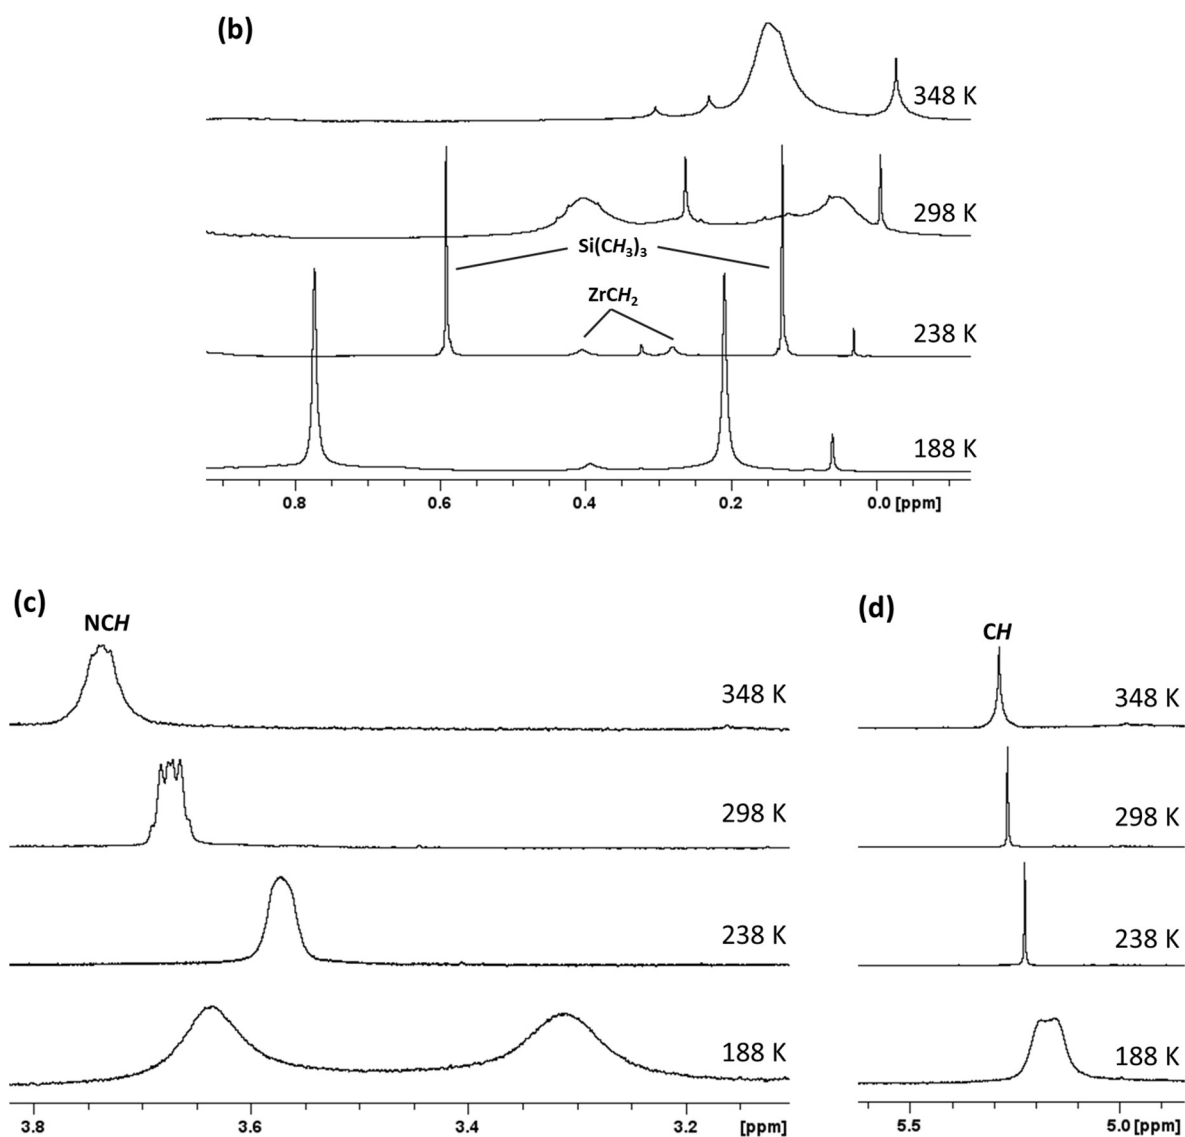 (b)
348 K
298 K
Si(CH3)3
ZrCH2
238 K
188 K
0.8 0.6 0.4 0.2 0.0 [ppm]
(c)
NCH
348 K
298 K
238 K
188 K
3.8 3.6 3.4 3.2 [ppm]
(d)
CH
348 K
298 K
238 K
188 K
5.5 5.0 [ppm]